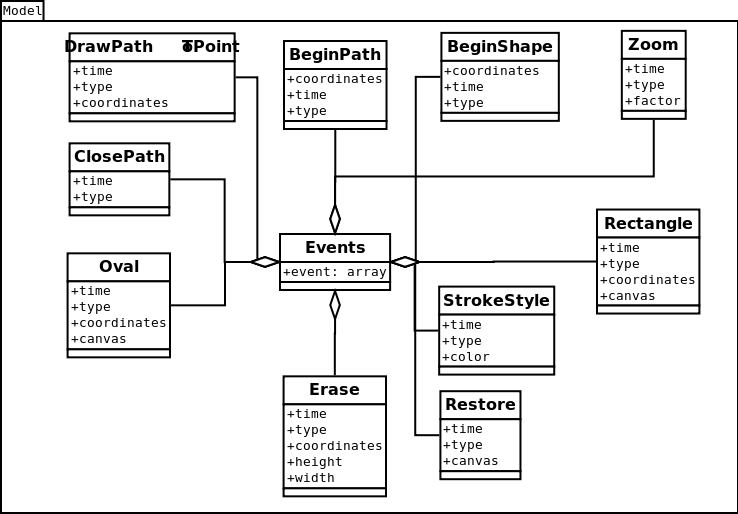 Model
DrawPath ToPoint
+time
+type
+coordinates
BeginPath
+coordinates
+time
+type
BeginShape
+coordinates
+time
+type
Zoom
+time
+type
+factor
ClosePath
+time
+type
Oval
+time
+type
+coordinates
+canvas
Events
+event: array
Rectangle
+time
+type
+coordinates
+canvas
StrokeStyle
+time
+type
+color
Erase
+time
+type
+coordinates
+height
+width
Restore
+time
+type
+canvas